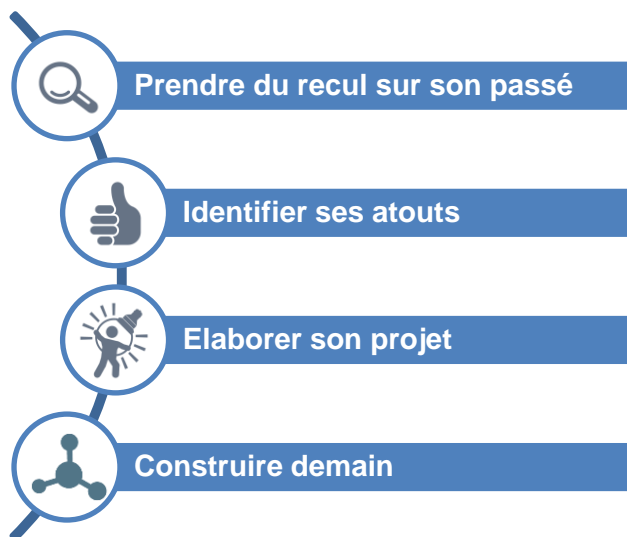 Prendre du recul sur son passé
Identifier ses atouts
Elaborer son projet
Construire demain